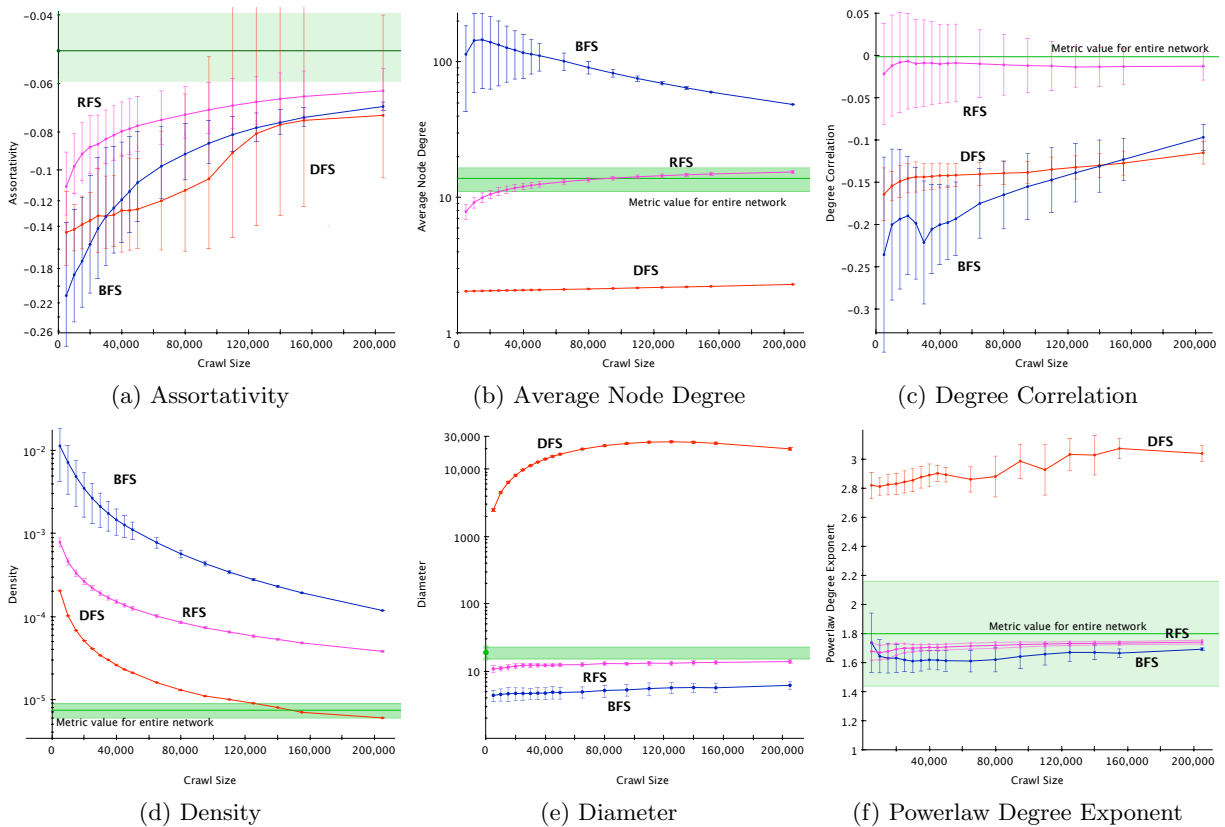 -0.04
-0.06
-0.08
-0.1
-0.12
-0.14
-0.18
-0.22
-0.26
Assortativity
RFS
DFS
BFS
0
40,000
80,000
120,000
160,000
200,000
Crawl Size
(a) Assortativity
100
10
1
Average Node Degree
BFS
RFS
Metric value for entire network
DFS
40,000
80,000
120,000
160,000
200,000
Crawl Size
(b) Average Node Degree
0.05
0
-0.05
-0.1
-0.15
-0.2
-0.25
-0.3
Degree Correlation
Metric value for entire network
RFS
DFS
BFS
40,000
80,000
120,000
160,000
200,000
Crawl Size
(c) Degree Correlation
10-2
10-3
10-4
10-5
Density
BFS
DFS
RFS
Metric value for entire network
40,000
80,000
120,000
160,000
200,000
Crawl Size
(d) Density
30,000
10,000
1000
100
10
1
Diameter
DFS
RFS
BFS
0
40,000
80,000
120,000
160,000
200,000
Crawl Size
(e) Diameter
3
2.8
2.6
2.4
2.2
2
1.8
1.6
1.4
1.2
1
Powerlaw Degree Exponent
DFS
Metric value for entire network
RFS
BFS
40,000
80,000
120,000
160,000
200,000
Crawl Size
(f) Powerlaw Degree Exponent